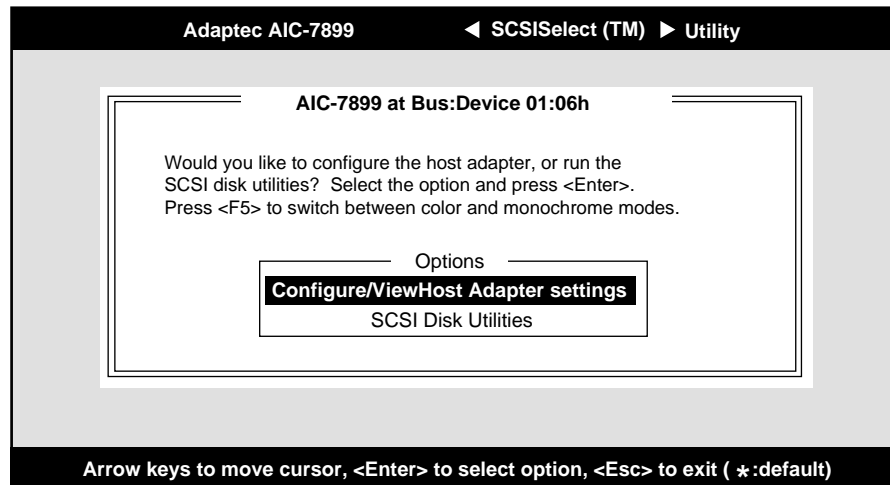 Adaptec AIC-7899 ◀ SCSISelect (TM) ▶ Utility
AIC-7899 at Bus:Device 01:06h
Would you like to configure the host adapter, or run the
SCSI disk utilities? Select the option and press <Enter>.
Press <F5> to switch between color and monochrome modes.
Options
Configure/ViewHost Adapter settings
SCSI Disk Utilities
Arrow keys to move cursor, <Enter> to select option, <Esc> to exit ( *:default)